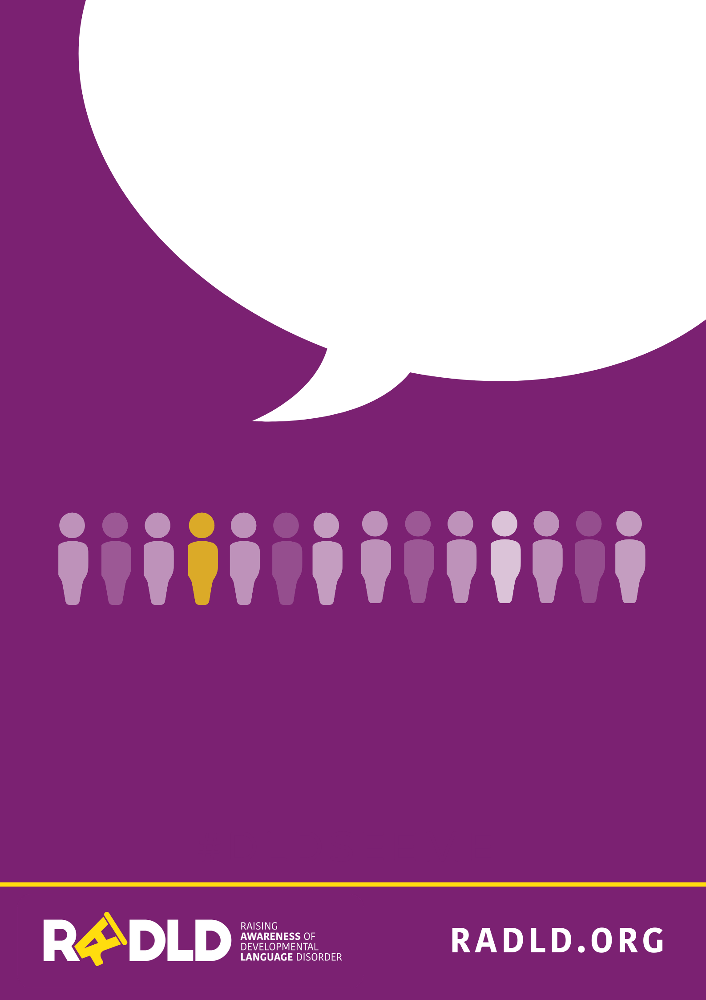 RADLD
RAISING
AWARENESS OF
DEVELOPMENTAL
LANGUAGE DISORDER
RADLD.ORG